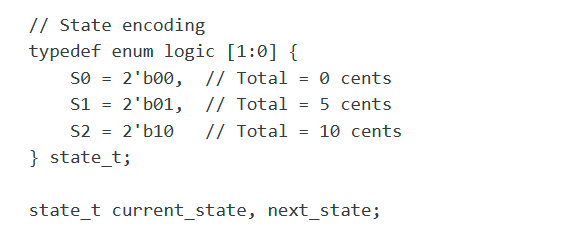 // State encoding
typedef enum logic [1:0] {
    S0 = 2'b00,  // Total = 0 cents
    S1 = 2'b01,  // Total = 5 cents
    S2 = 2'b10   // Total = 10 cents
} state_t;

state_t current_state, next_state;